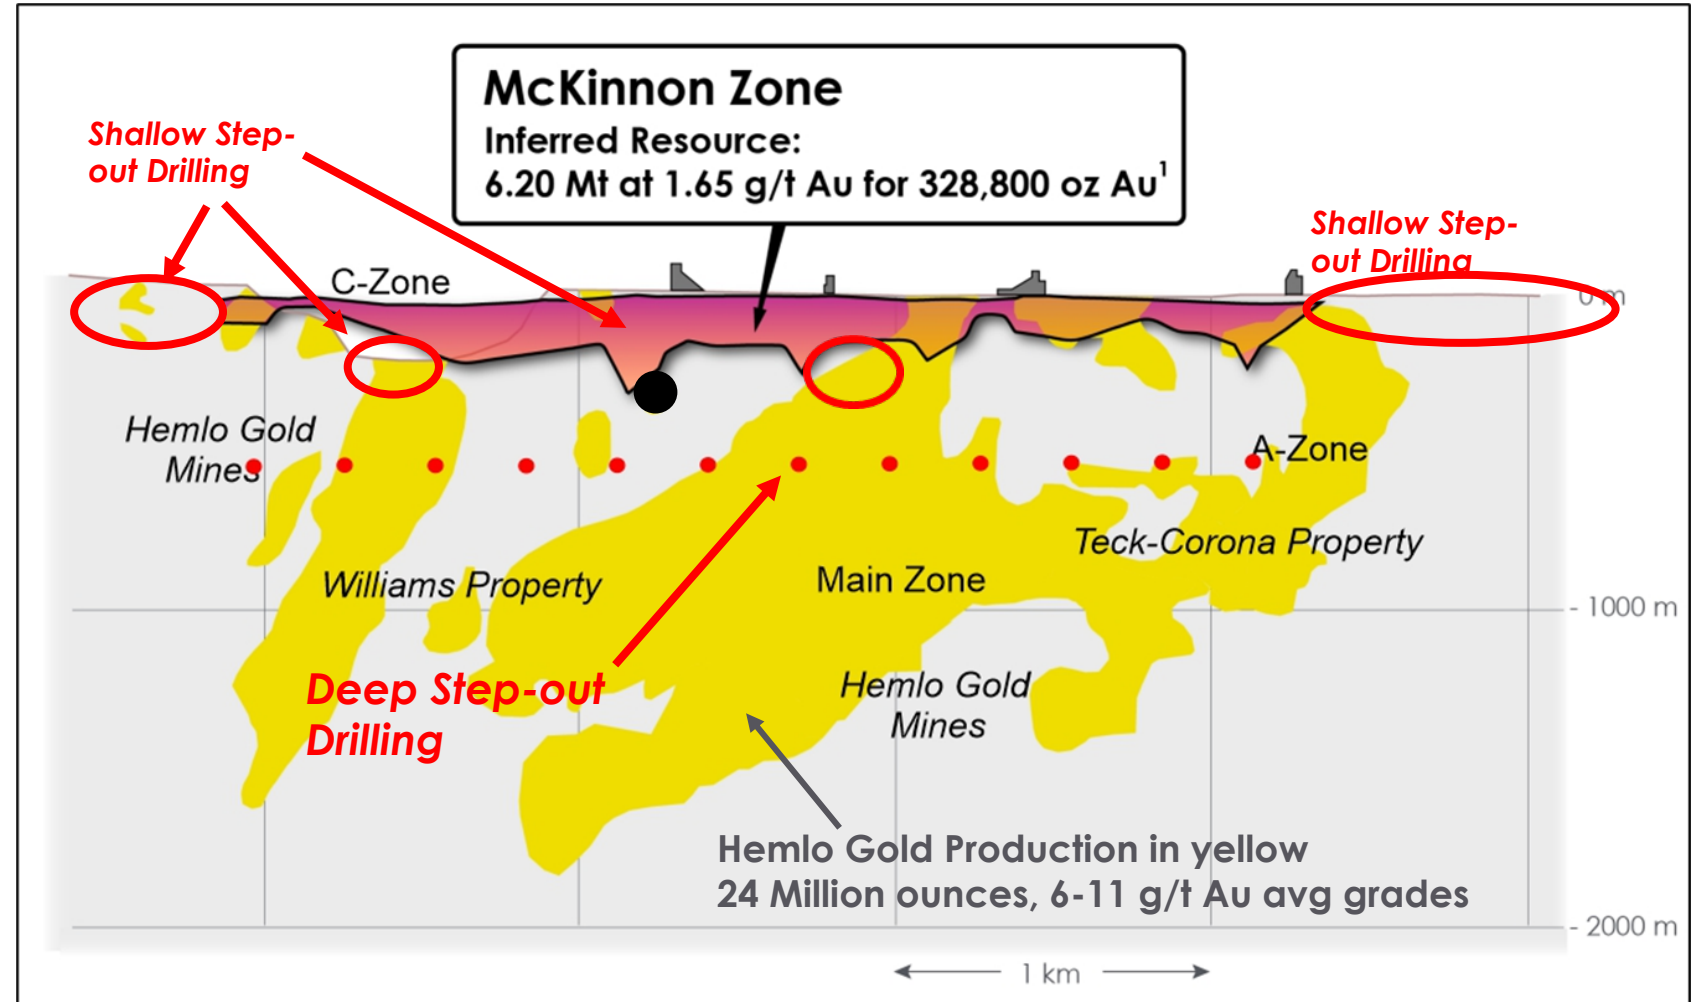 McKinnon Zone
Inferred Resource:
6.20 Mt at 1.65 g/t Au for 328,800 oz Au¹
Shallow Step-
out Drilling
Shallow Step-
out Drilling
C-Zone
0 m
Hemlo Gold
Mines
A-Zone
Teck-Corona Property
Williams Property
Main Zone
- 1000 m
Deep Step-out
Drilling
Hemlo Gold
Mines
Hemlo Gold Production in yellow
24 Million ounces, 6-11 g/t Au avg grades
- 2000 m
1 km